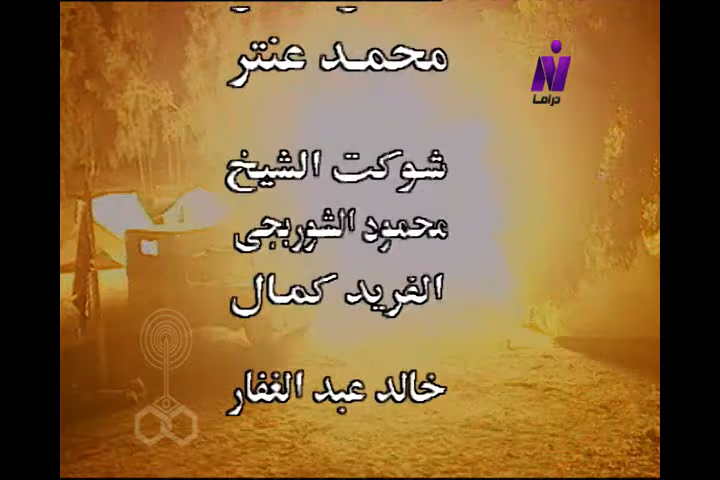 محمد عنتر
دراما
شوكت الشيخ
محمود الشوربجى
الفريد كمال
خالد عبد الغفار